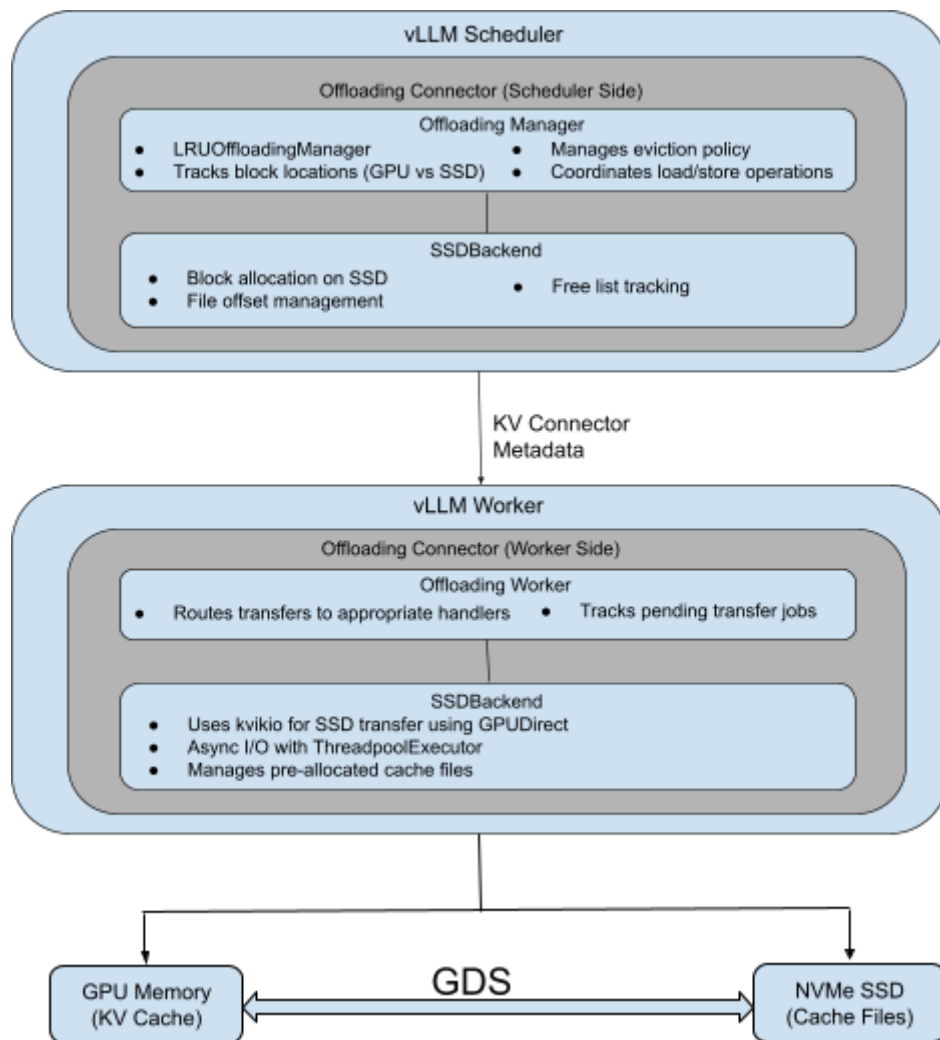 vLLM Scheduler
Offloading Connector (Scheduler Side)
Offloading Manager
● LRUOffloadingManager
● Tracks block locations (GPU vs SSD)
● Manages eviction policy
● Coordinates load/store operations
SSDBackend
● Block allocation on SSD
● File offset management
● Free list tracking
KV Connector
Metadata
vLLM Worker
Offloading Connector (Worker Side)
Offloading Worker
● Routes transfers to appropriate handlers
● Tracks pending transfer jobs
SSDBackend
● Uses kvikio for SSD transfer using GPUDirect
● Async I/O with ThreadpoolExecutor
● Manages pre-allocated cache files
GPU Memory
(KV Cache)
GDS
NVMe SSD
(Cache Files)